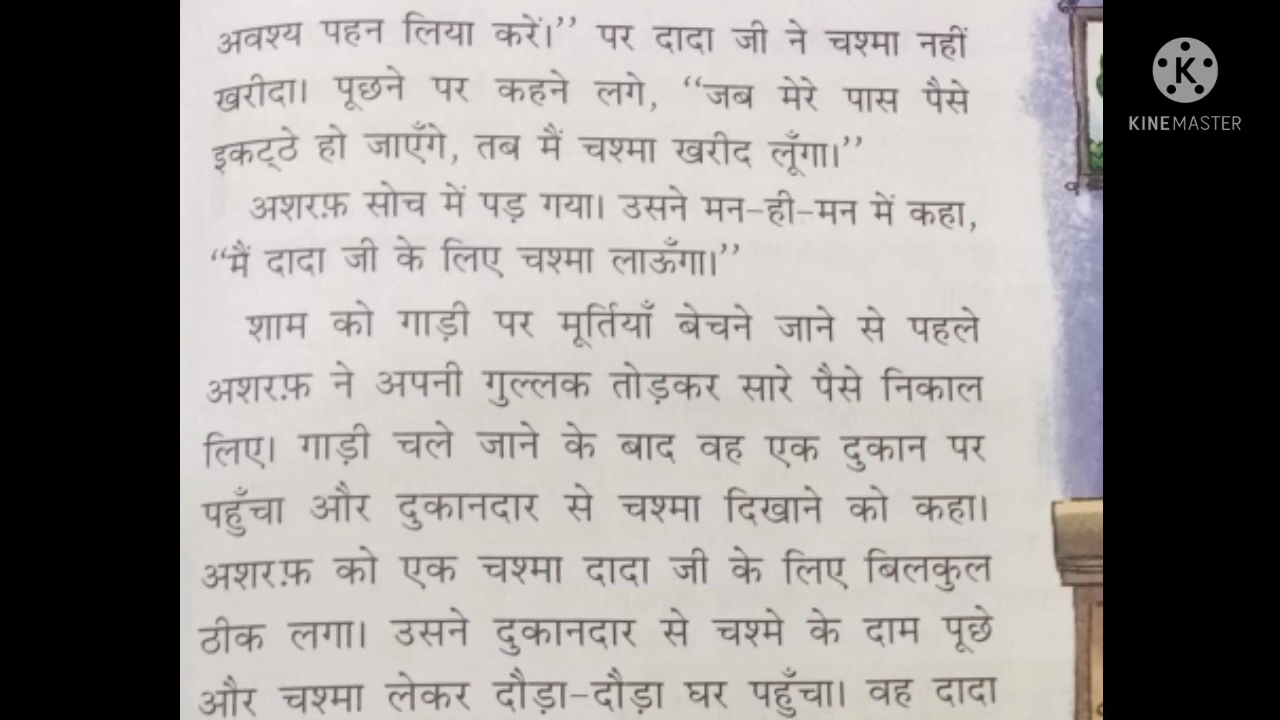 अवश्य पहन लिया करें।” पर दादा जी ने चश्मा नहीं
खरीदा। पूछने पर कहने लगे, “जब मेरे पास पैसे
इकट्ठे हो जाएँगे, तब मैं चश्मा खरीद लूँगा।”
अशरफ़ सोच में पड़ गया। उसने मन-ही-मन में कहा,
“मैं दादा जी के लिए चश्मा लाऊँगा।”
शाम को गाड़ी पर मूर्तियाँ बेचने जाने से पहले
अशरफ़ ने अपनी गुल्लक तोड़कर सारे पैसे निकाल
लिए। गाड़ी चले जाने के बाद वह एक दुकान पर
पहुँचा और दुकानदार से चश्मा दिखाने को कहा।
अशरफ़ को एक चश्मा दादा जी के लिए बिलकुल
ठीक लगा। उसने दुकानदार से चश्मे के दाम पूछे
और चश्मा लेकर दौड़ा-दौड़ा घर पहुँचा। वह दादा
K
KINEMASTER